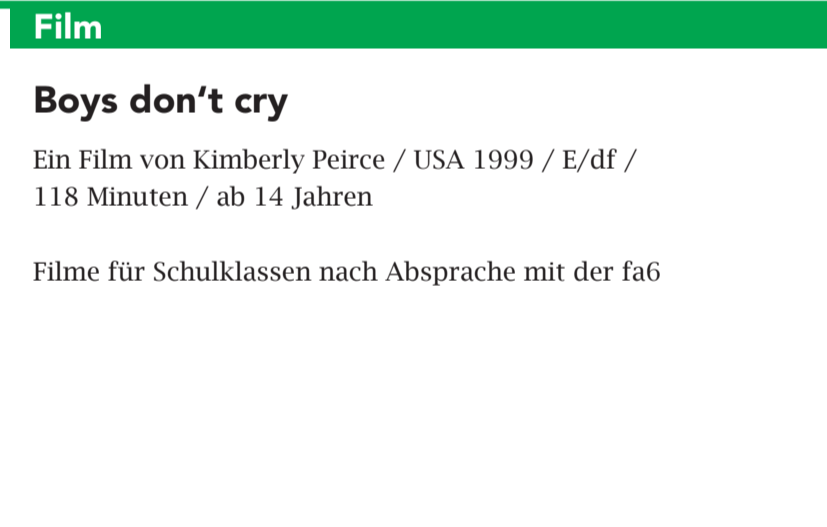 Film
Boys don‘t cry
Ein Film von Kimberly Peirce / USA 1999 / E/df /
118 Minuten / ab 14 Jahren
Filme für Schulklassen nach Absprache mit der fa6